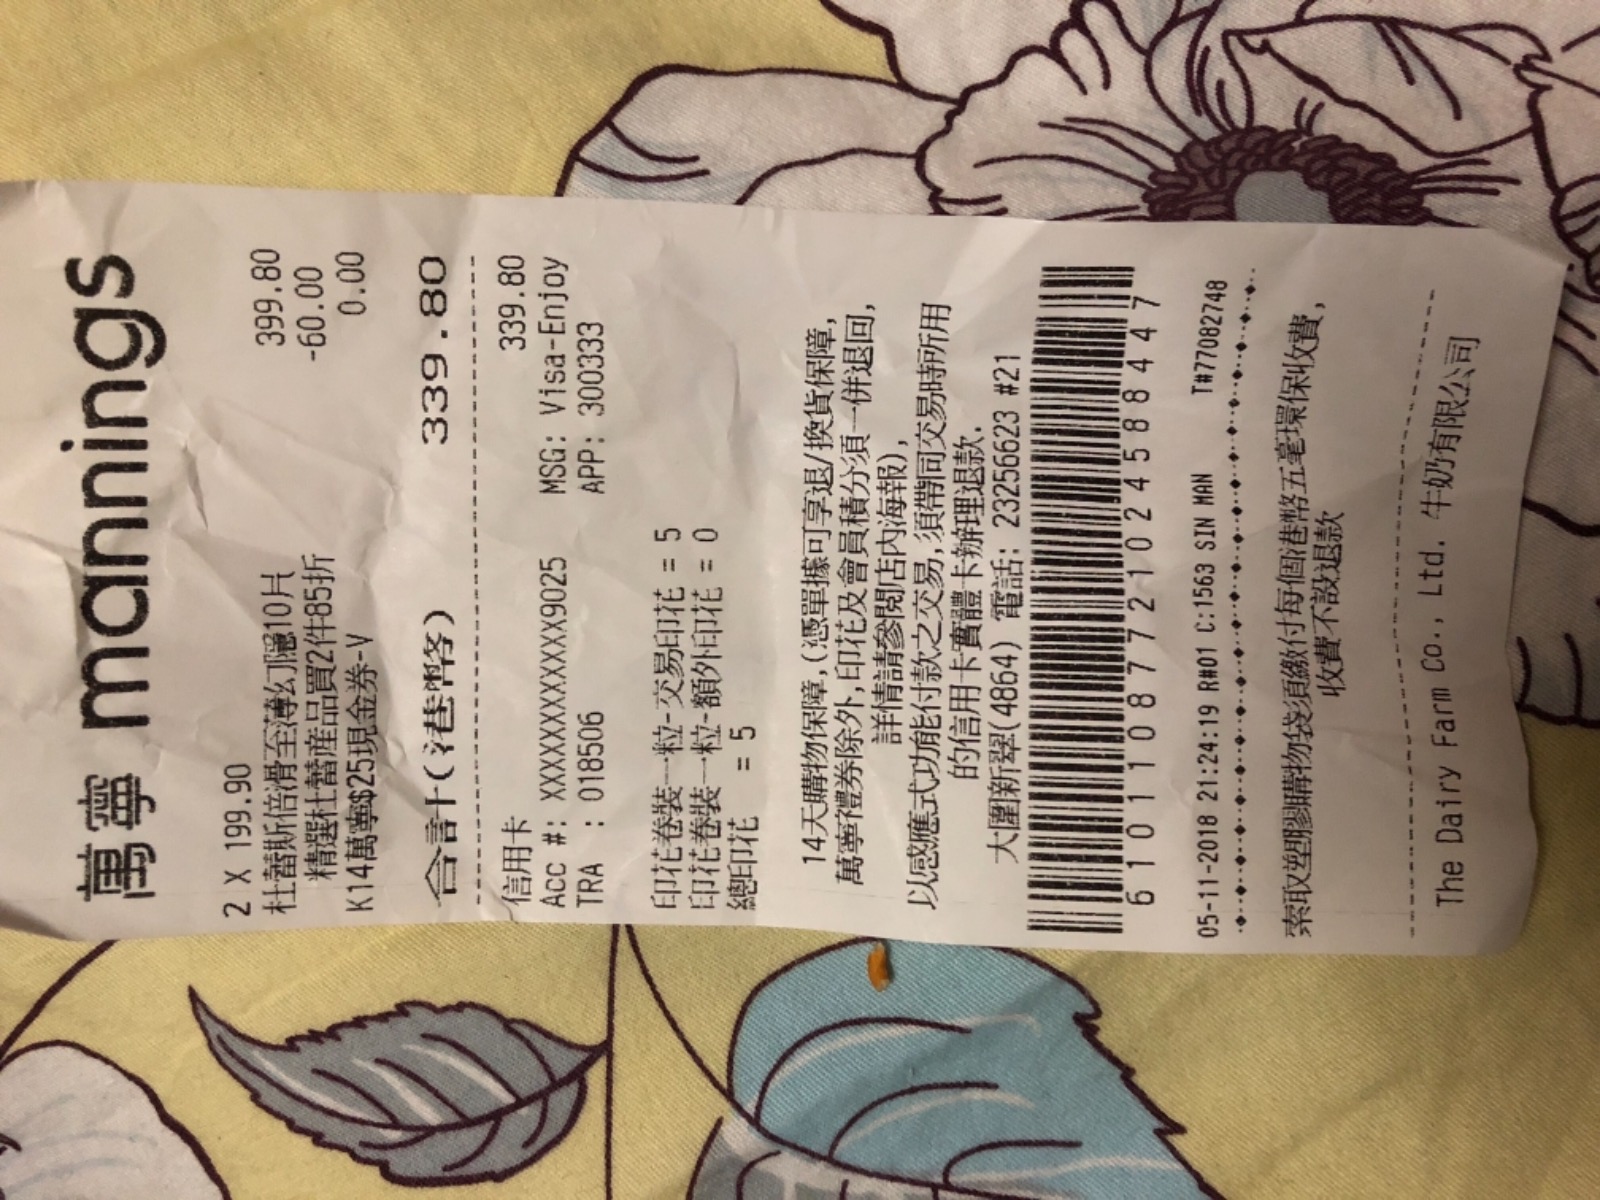 萬寧 mannings
2 X 199.90
杜蕾斯倍滑至薄幻隱10片 399.80
精選杜蕾產品買2件85折 -60.00
K14萬寧$25現金券-V 0.00
合計(港幣) 339.80
信用卡 339.80
Acc #: XXXXXXXXXXXX9025 MSG: Visa-Enjoy
TRA : 018506 APP: 300333
印花卷裝一粒-交易印花 = 5
印花卷裝一粒-額外印花 = 0
總印花 = 5
14天購物保障,(憑單據可享退/換貨保障,
萬寧禮券除外,印花及會員積分須一併退回,
詳情請參閱店內海報),
以感應式功能付款之交易,須帶同交易時所用
的信用卡實體卡辦理退款.
大圍新翠(4864) 電話: 23256623 #21
61011087721024588447
05-11-2018 21:24:19 R#01 C:1563 SIN MAN T#77082748
索取塑膠購物袋須繳付每個港幣五毫環保收費,
收費不設退款
The Dairy Farm Co., Ltd. 牛奶有限公司